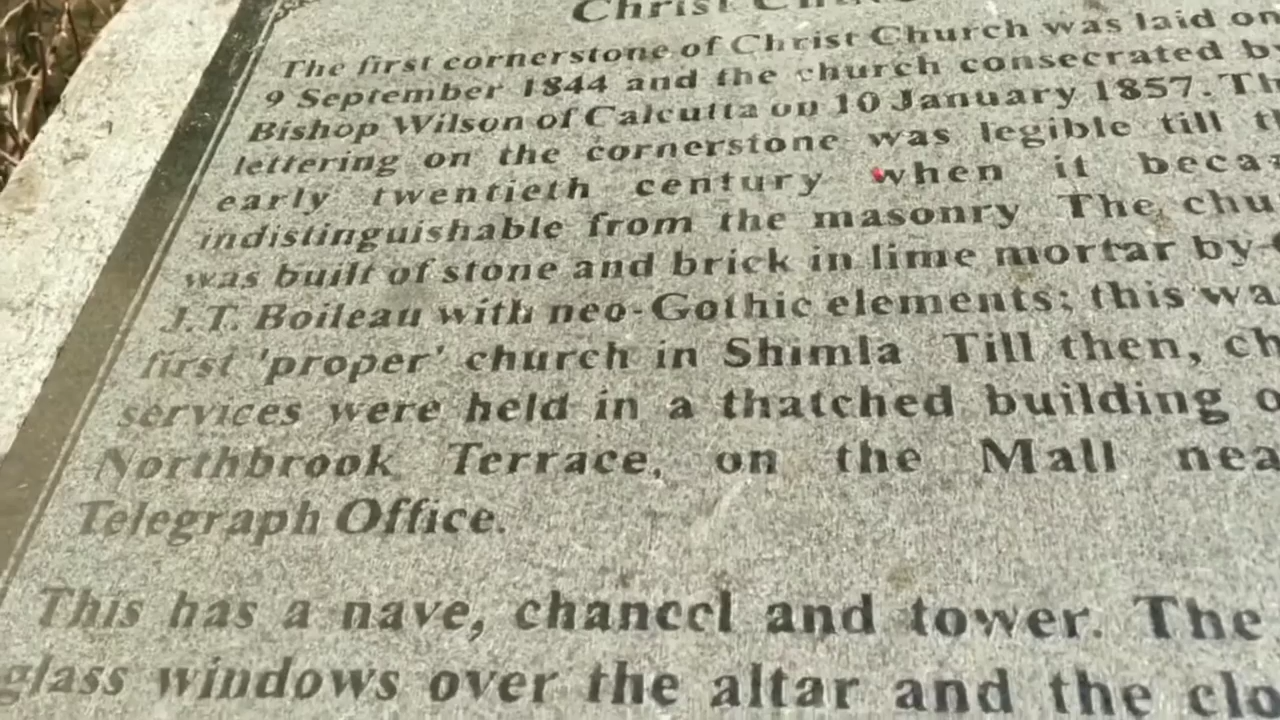 Christ
The first cornerstone of Christ Church was laid on
9 September 1844 and the church consecrated by
Bishop Wilson of Calcutta on 10 January 1857. Th
lettering on the cornerstone was legible till th
early twentieth century when it beca
indistinguishable from the masonry The chu
was built of stone and brick in lime mortar by
J.T. Boileau with neo-Gothic elements; this wa
first 'proper' church in Shimla Till then, ch
services were held in a thatched building o
Northbrook Terrace, on the Mall nea
Telegraph Office.
This has a nave, chancel and tower. The
glass windows over the altar and the clo